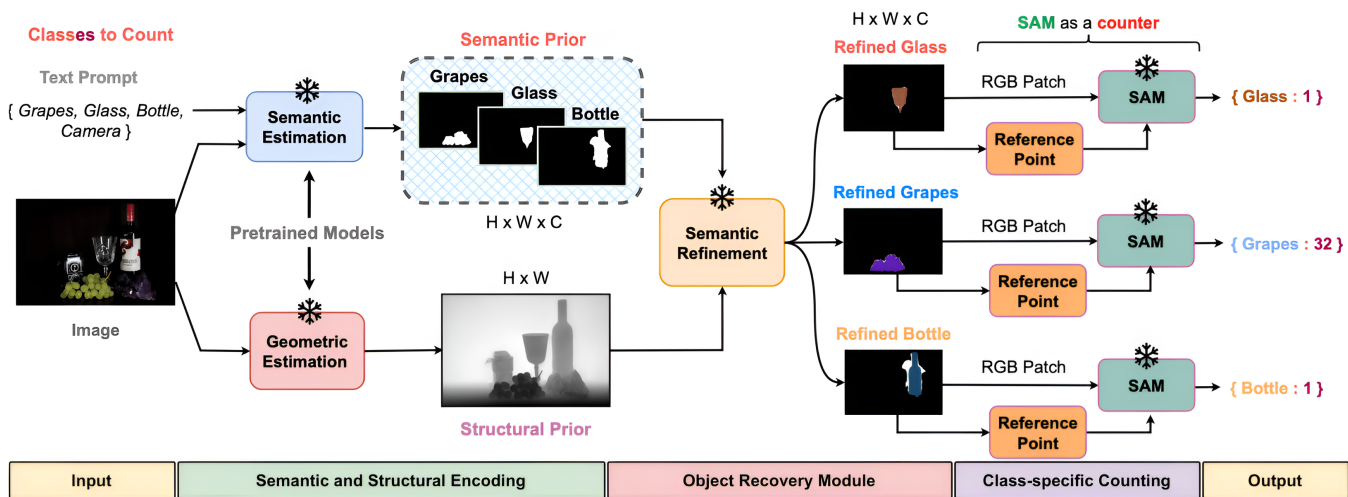 Classes to Count
Text Prompt
{ Grapes, Glass, Bottle,
Camera }
Image
Semantic
Estimation
Pretrained Models
Geometric
Estimation
Semantic Prior
Grapes
Glass
Bottle
H x W x C
H x W
Structural Prior
Semantic
Refinement
H x W x C
Refined Glass
SAM as a counter
RGB Patch
SAM
{ Glass : 1 }
Reference
Point
Refined Grapes
RGB Patch
SAM
{ Grapes : 32 }
Reference
Point
Refined Bottle
RGB Patch
SAM
{ Bottle : 1 }
Reference
Point
Input
Semantic and Structural Encoding
Object Recovery Module
Class-specific Counting
Output